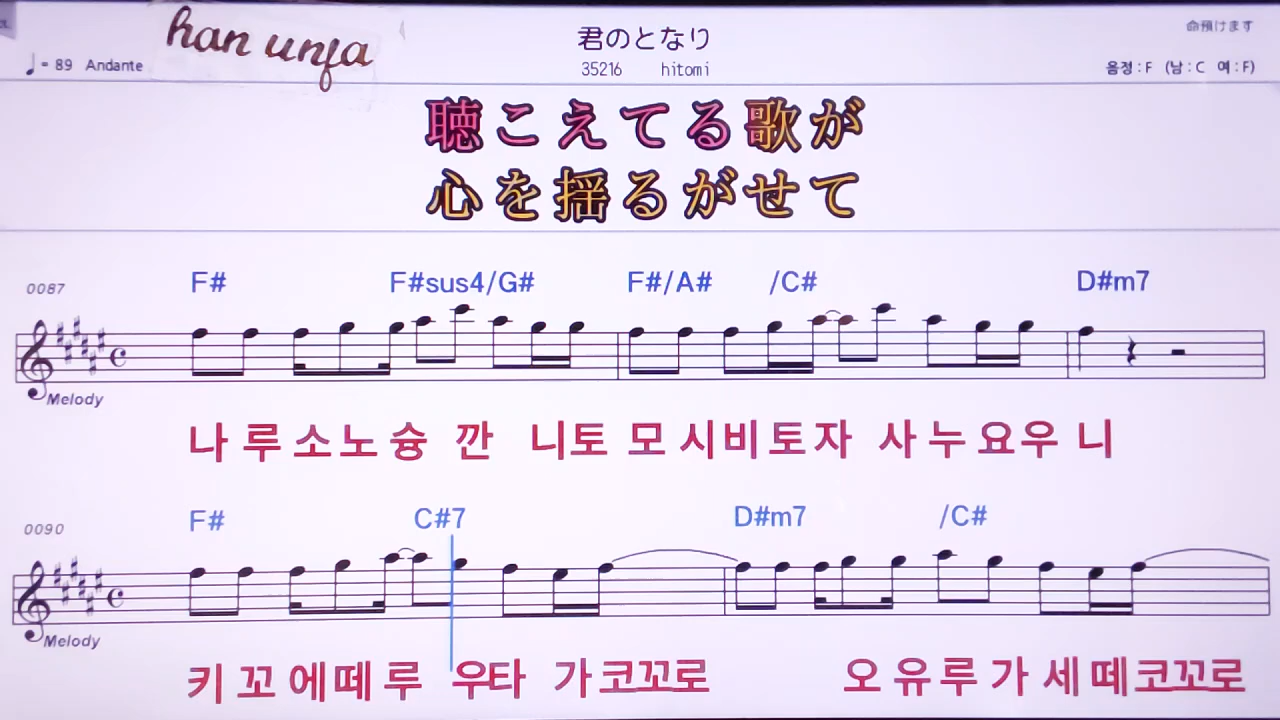 han unja
君のとなり
命預けます
♩= 89 Andante
35216 hitomi
음정 : F (남 : C 여 : F)
聴こえてる歌が
心を揺るがせて
0087
F# F#sus4/G# F#/A# /C# D#m7
Melody
나 루 소 노 슝 깐 니토 모 시비토자 사 누 요우 니
0090
F# C#7 D#m7 /C#
Melody
키 꼬 에떼 루 우타 가코꼬로 오 유루 가 세 떼코꼬로